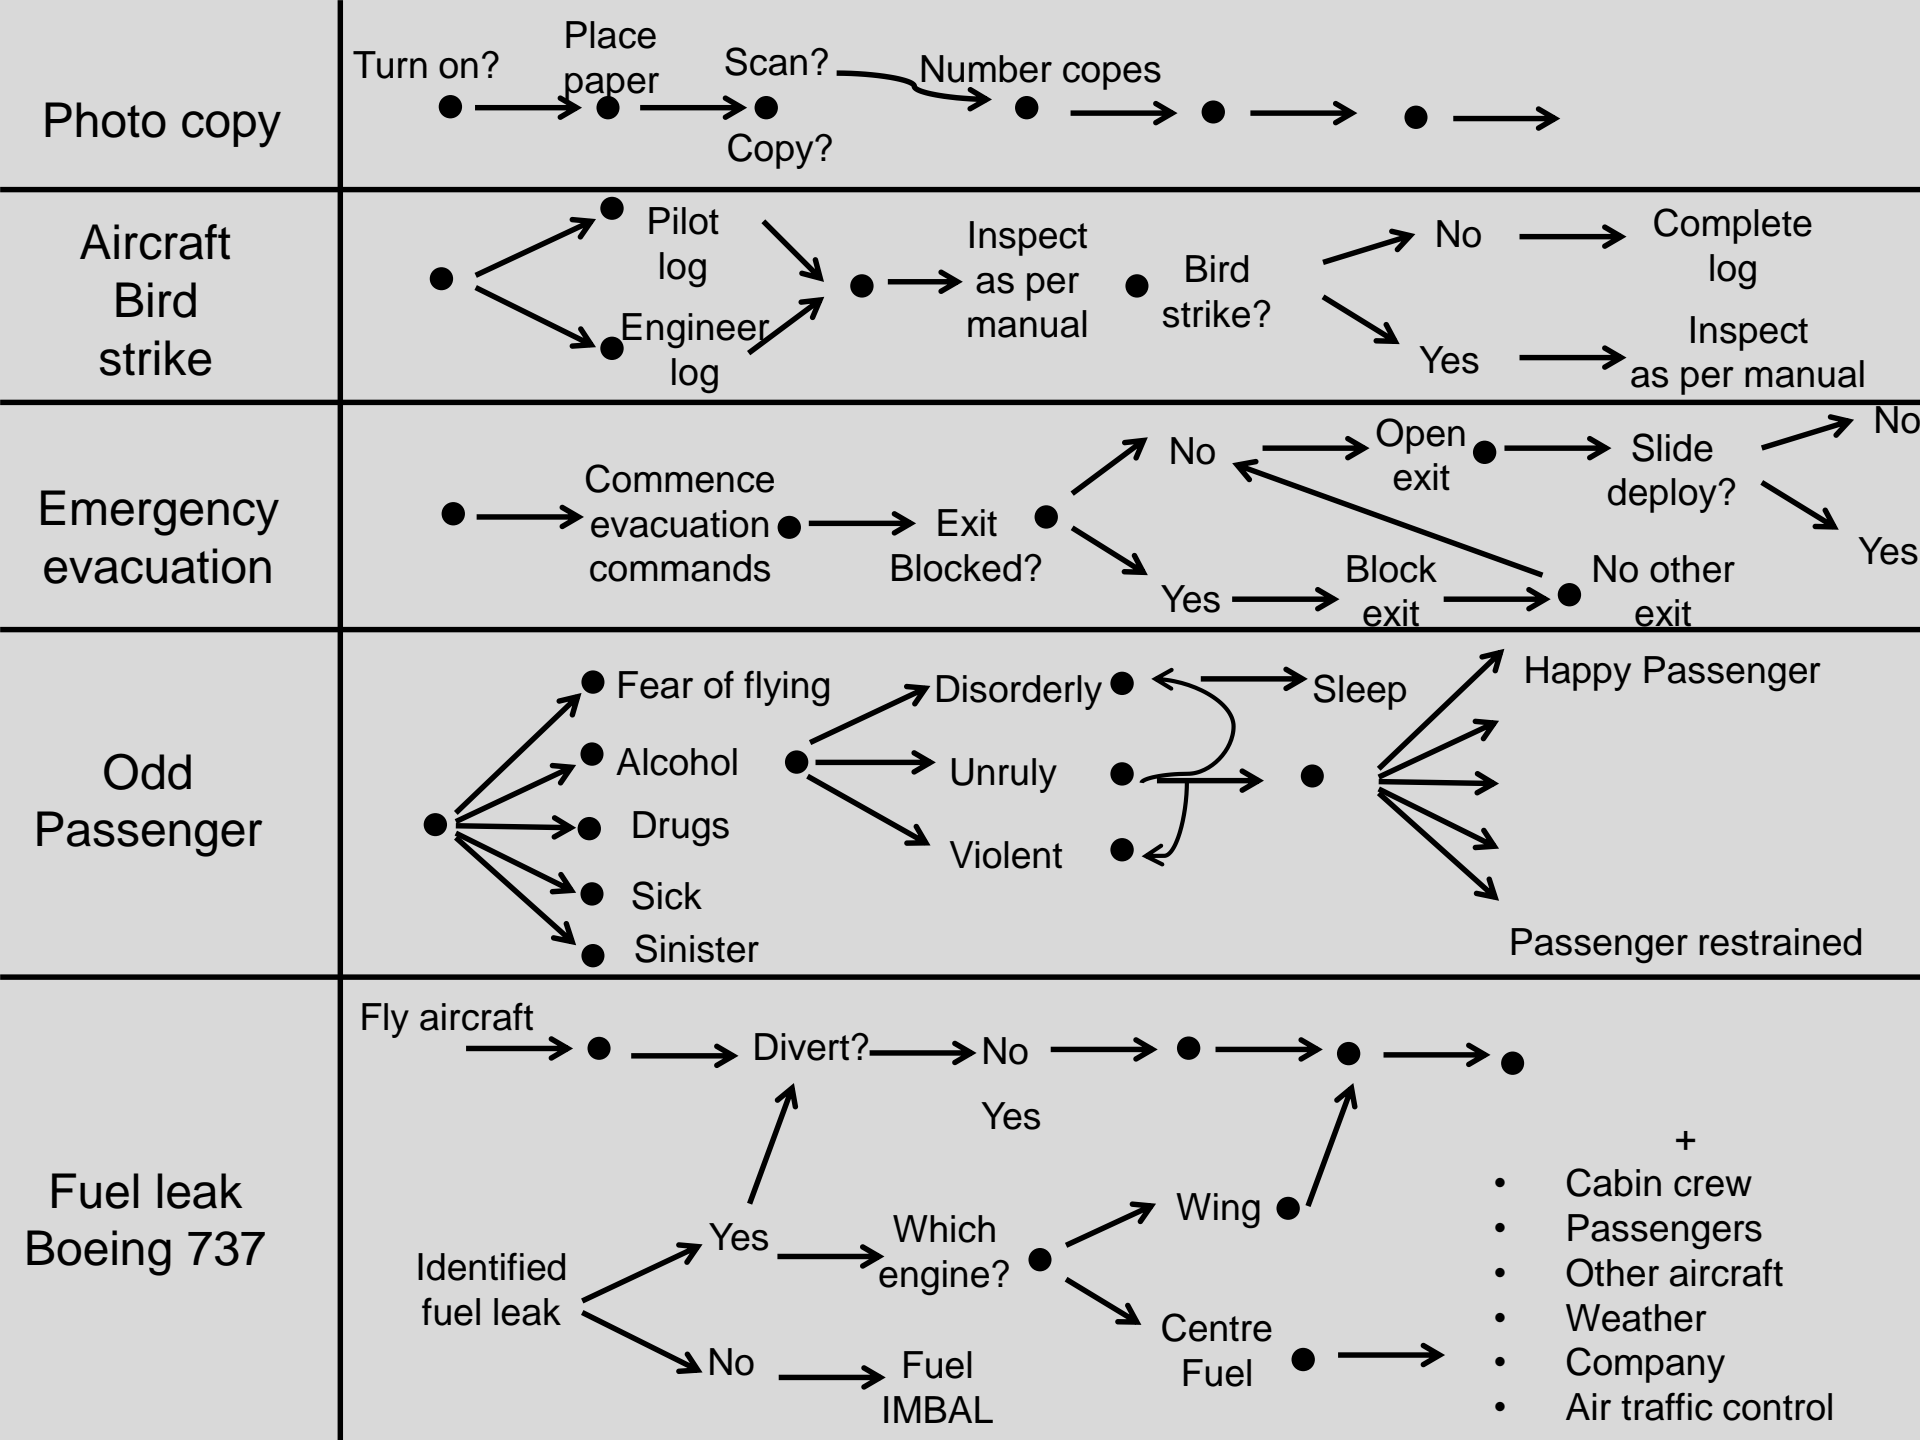 Photo copy
Turn on?
Place
paper
Scan?
Copy?
Number copes
Aircraft
Bird
strike
Pilot
log
Engineer
log
Inspect
as per
manual
Bird
strike?
No
Complete
log
Yes
Inspect
as per manual
Emergency
evacuation
Commence
evacuation
commands
Exit
Blocked?
No
Open
exit
Slide
deploy?
No
Yes
Yes
Block
exit
No other
exit
Odd
Passenger
Fear of flying
Alcohol
Drugs
Sick
Sinister
Disorderly
Unruly
Violent
Sleep
Happy Passenger
Passenger restrained
Fuel leak
Boeing 737
Fly aircraft
Divert?
No
Yes
Identified
fuel leak
Yes
Which
engine?
Wing
Centre
Fuel
No
Fuel
IMBAL
+
• Cabin crew
• Passengers
• Other aircraft
• Weather
• Company
• Air traffic control